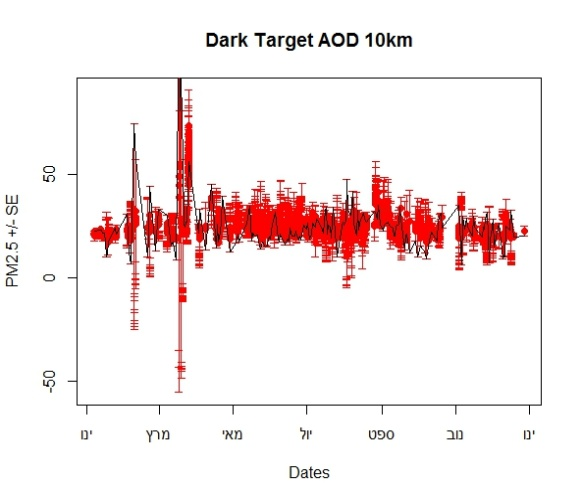 Dark Target AOD 10km
PM2.5 +/- SE
50
0
-50
ינו מרץ מאי יול ספט נוב ינו
Dates